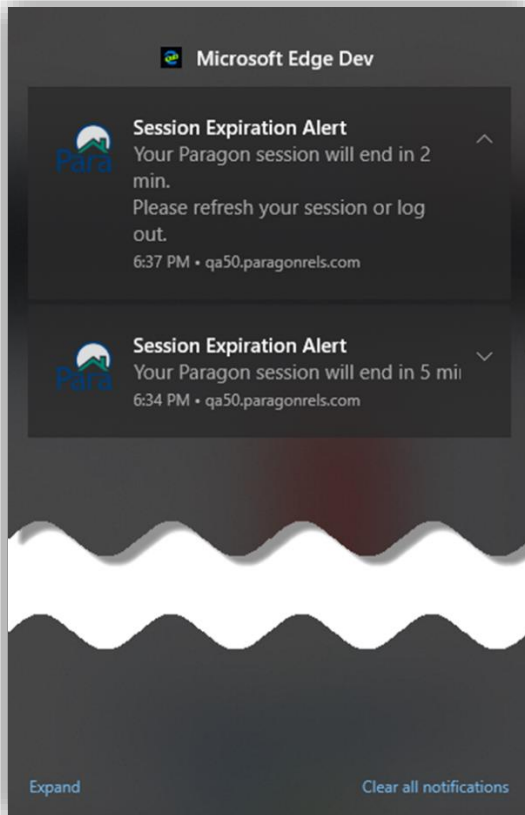 Microsoft Edge Dev
Para
Session Expiration Alert
Your Paragon session will end in 2
min.
Please refresh your session or log
out.
6:37 PM • qa50.paragonrels.com
Para
Session Expiration Alert
Your Paragon session will end in 5 mi
6:34 PM • qa50.paragonrels.com
Expand
Clear all notifications